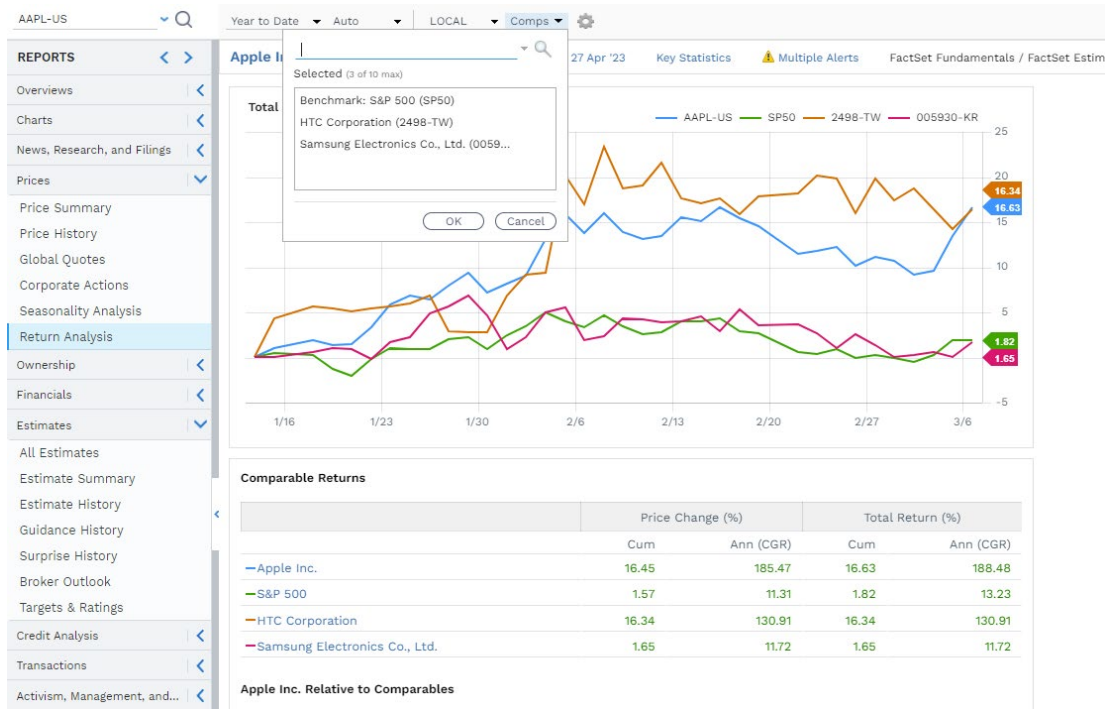 AAPL-US
Year to Date Auto LOCAL Comps
REPORTS
Overviews
Charts
News, Research, and Filings
Prices
Price Summary
Price History
Global Quotes
Corporate Actions
Seasonality Analysis
Return Analysis
Ownership
Financials
Estimates
All Estimates
Estimate Summary
Estimate History
Guidance History
Surprise History
Broker Outlook
Targets & Ratings
Credit Analysis
Transactions
Activism, Management, and...
Apple I
27 Apr '23 Key Statistics Multiple Alerts FactSet Fundamentals / FactSet Estim
Selected (3 of 10 max)
Benchmark: S&P 500 (SP50)
HTC Corporation (2498-TW)
Samsung Electronics Co., Ltd. (0059...
OK Cancel
Total
AAPL-US SP50 2498-TW 005930-KR
25
20
16.34
16.63
15
10
5
1.82
1.65
-5
1/16 1/23 1/30 2/6 2/13 2/20 2/27 3/6
Comparable Returns
Price Change (%) Total Return (%)
Cum Ann (CGR) Cum Ann (CGR)
Apple Inc. 16.45 185.47 16.63 188.48
S&P 500 1.57 11.31 1.82 13.23
HTC Corporation 16.34 130.91 16.34 130.91
Samsung Electronics Co., Ltd. 1.65 11.72 1.65 11.72
Apple Inc. Relative to Comparables